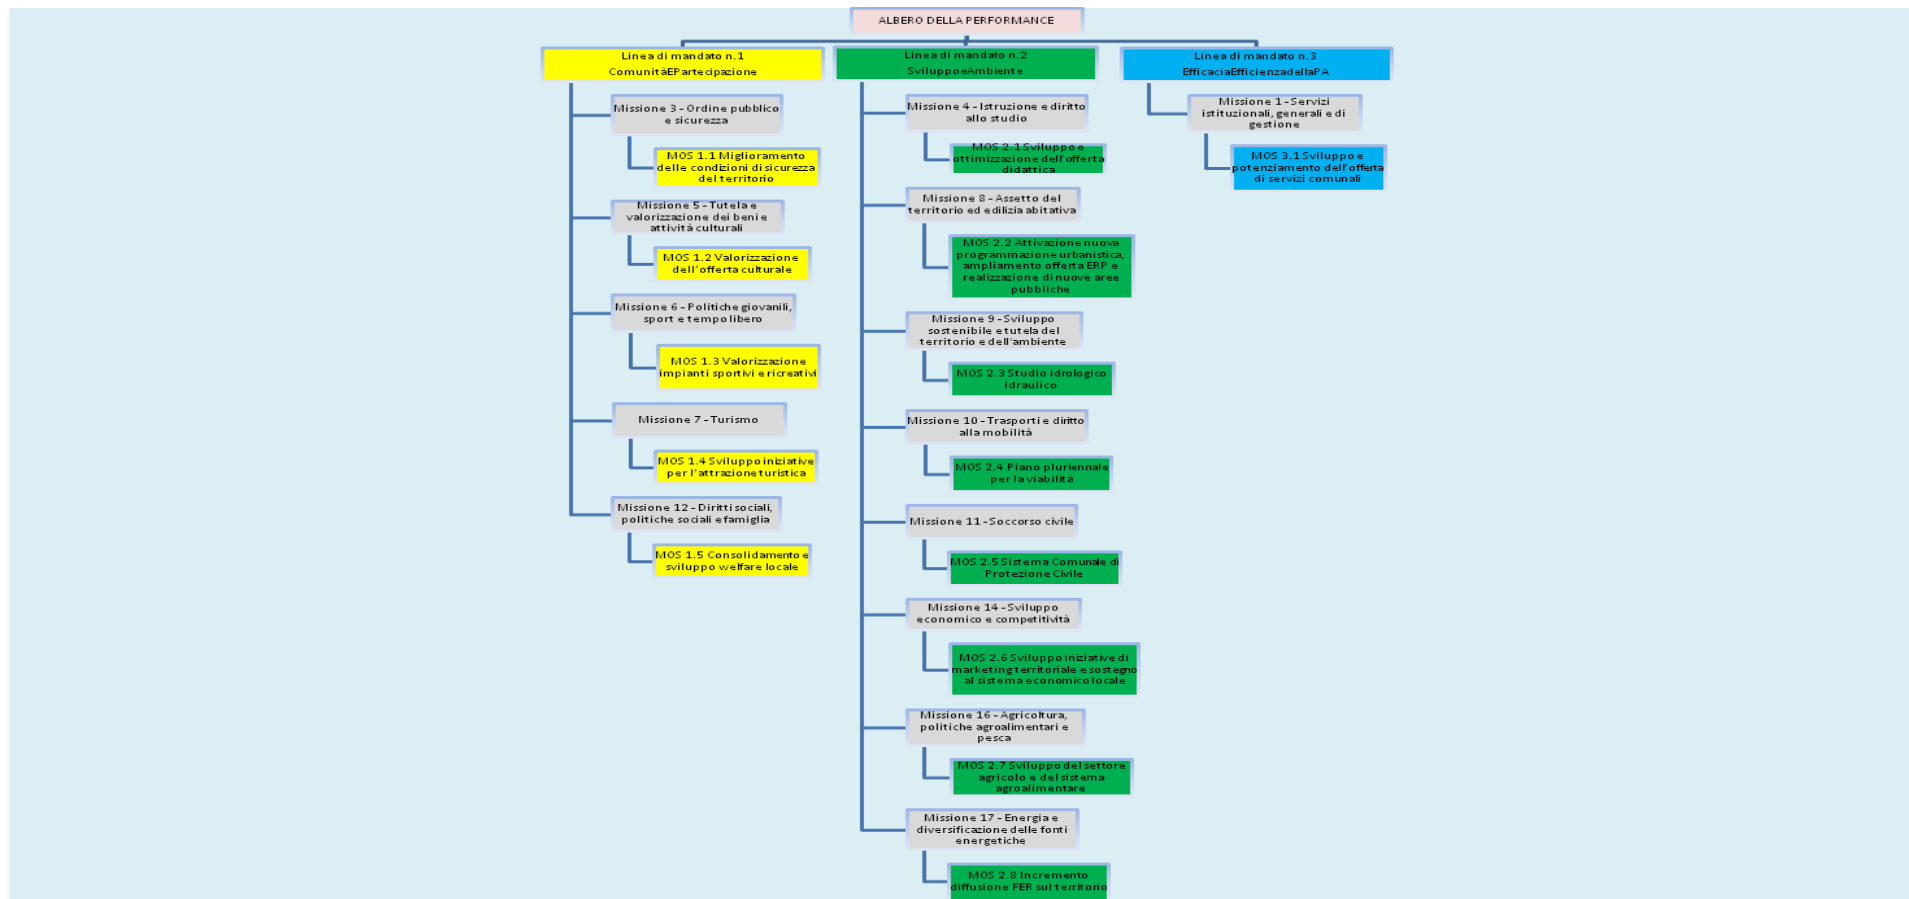 ALBERO DELLA PERFORMANCE
Linea di mandato n.1
ComunitàEPartecipazione
Missione 3 - Ordine pubblico
e sicurezza
MOS 1.1 Miglioramento
delle condizioni di sicurezza
del territorio
Missione 5 - Tutela e
valorizzazione dei beni e
attività culturali
MOS 1.2 Valorizzazione
dell'offerta culturale
Missione 6 - Politiche giovanili,
sport e tempo libero
MOS 1.3 Valorizzazione
impianti sportivi e ricreativi
Missione 7 - Turismo
MOS 1.4 Sviluppo iniziative
per l'attrazione turistica
Missione 12 - Diritti sociali,
politiche sociali e famiglia
MOS 1.5 Consolidamento e
sviluppo welfare locale
Linea di mandato n.2
SviluppoeAmbiente
Missione 4 - Istruzione e diritto
allo studio
MOS 2.1 Sviluppo e
ottimizzazione dell'offerta
didattica
Missione 8 - Assetto del
territorio ed edilizia abitativa
MOS 2.2 Attivazione nuova
programmazione urbanistica,
ampliamento offerta ERP e
realizzazione di nuove aree
pubbliche
Missione 9 - Sviluppo
sostenibile e tutela del
territorio e dell'ambiente
MOS 2.3 Studio idrologico
idraulico
Missione 10 - Trasporti e diritto
alla mobilità
MOS 2.4 Piano pluriennale
per la viabilità
Missione 11 - Soccorso civile
MOS 2.5 Sistema Comunale di
Protezione Civile
Missione 14 - Sviluppo
economico e competitività
MOS 2.6 Sviluppo iniziative di
marketing territoriale e sostegno
al sistema economico locale
Missione 16 - Agricoltura,
politiche agroalimentari e
pesca
MOS 2.7 Sviluppo del settore
agricolo e del sistema
agroalimentare
Missione 17 - Energia e
diversificazione delle fonti
energetiche
MOS 2.8 Incremento
diffusione FER sul territorio
Linea di mandato n.3
EfficaciaEfficienzadellaPA
Missione 1 - Servizi
istituzionali, generali e di
gestione
MOS 3.1 Sviluppo e
potenziamento dell'offerta
di servizi comunali